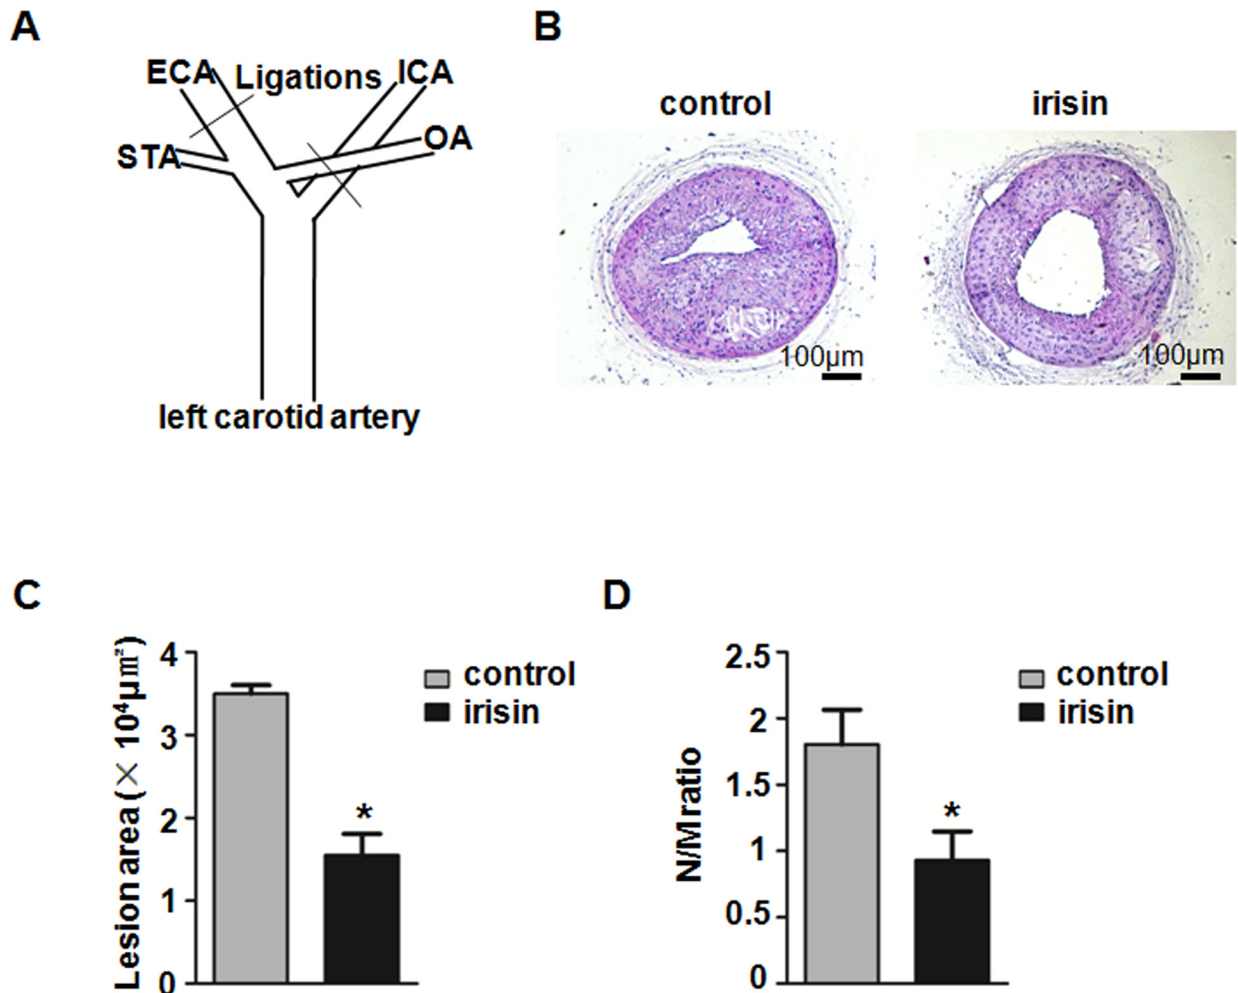 A
ECA Ligations ICA
STA OA
left carotid artery
B
control irisin
100μm 100μm
C
Lesion area (× 10⁴μm²)
4
3
2
1
0
*
control
irisin
D
N/M ratio
2.5
2
1.5
1
0.5
0
*
control
irisin